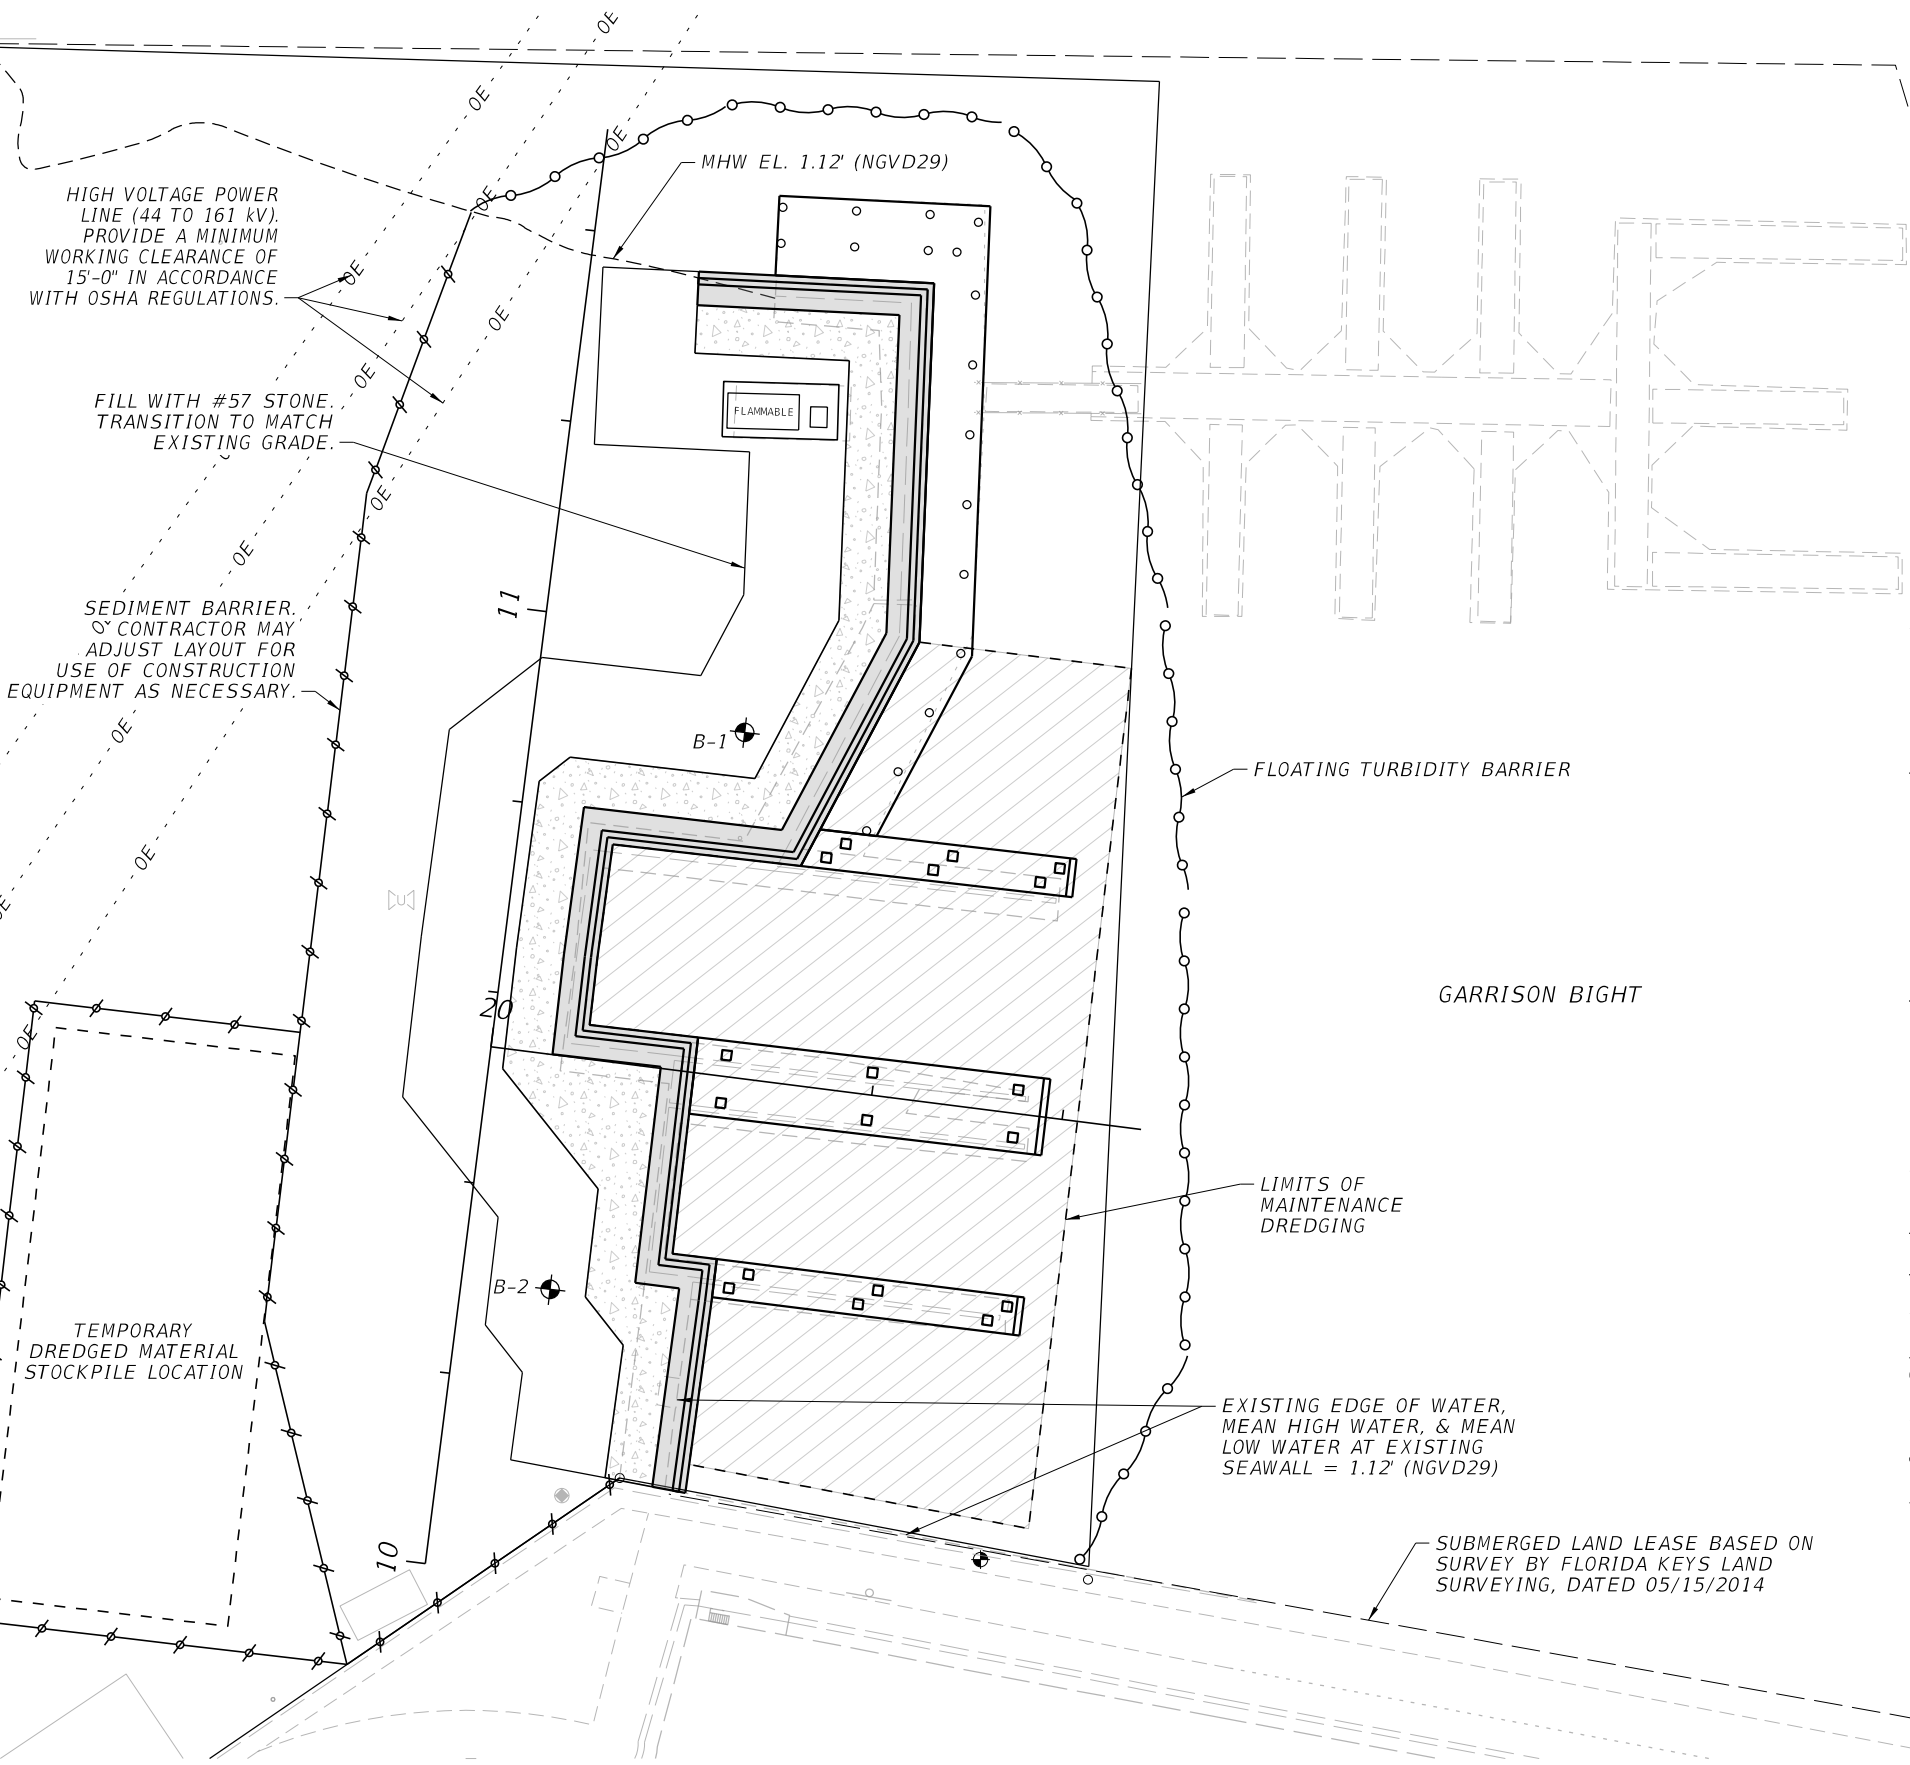 OE
OE
OE
MHW EL. 1.12' (NGVD29)
HIGH VOLTAGE POWER
LINE (44 TO 161 kV).
PROVIDE A MINIMUM
WORKING CLEARANCE OF
15'-0" IN ACCORDANCE
WITH OSHA REGULATIONS.
OE
OE
OE
OE
FLAMMABLE
FILL WITH #57 STONE.
TRANSITION TO MATCH
EXISTING GRADE.
OE
OE
11
SEDIMENT BARRIER.
CONTRACTOR MAY
ADJUST LAYOUT FOR
USE OF CONSTRUCTION
EQUIPMENT AS NECESSARY.
OE
B-1
FLOATING TURBIDITY BARRIER
OE
U
OE
GARRISON BIGHT
20
OE
LIMITS OF
MAINTENANCE
DREDGING
B-2
TEMPORARY
DREDGED MATERIAL
STOCKPILE LOCATION
EXISTING EDGE OF WATER,
MEAN HIGH WATER, & MEAN
LOW WATER AT EXISTING
SEAWALL = 1.12' (NGVD29)
10
SUBMERGED LAND LEASE BASED ON
SURVEY BY FLORIDA KEYS LAND
SURVEYING, DATED 05/15/2014